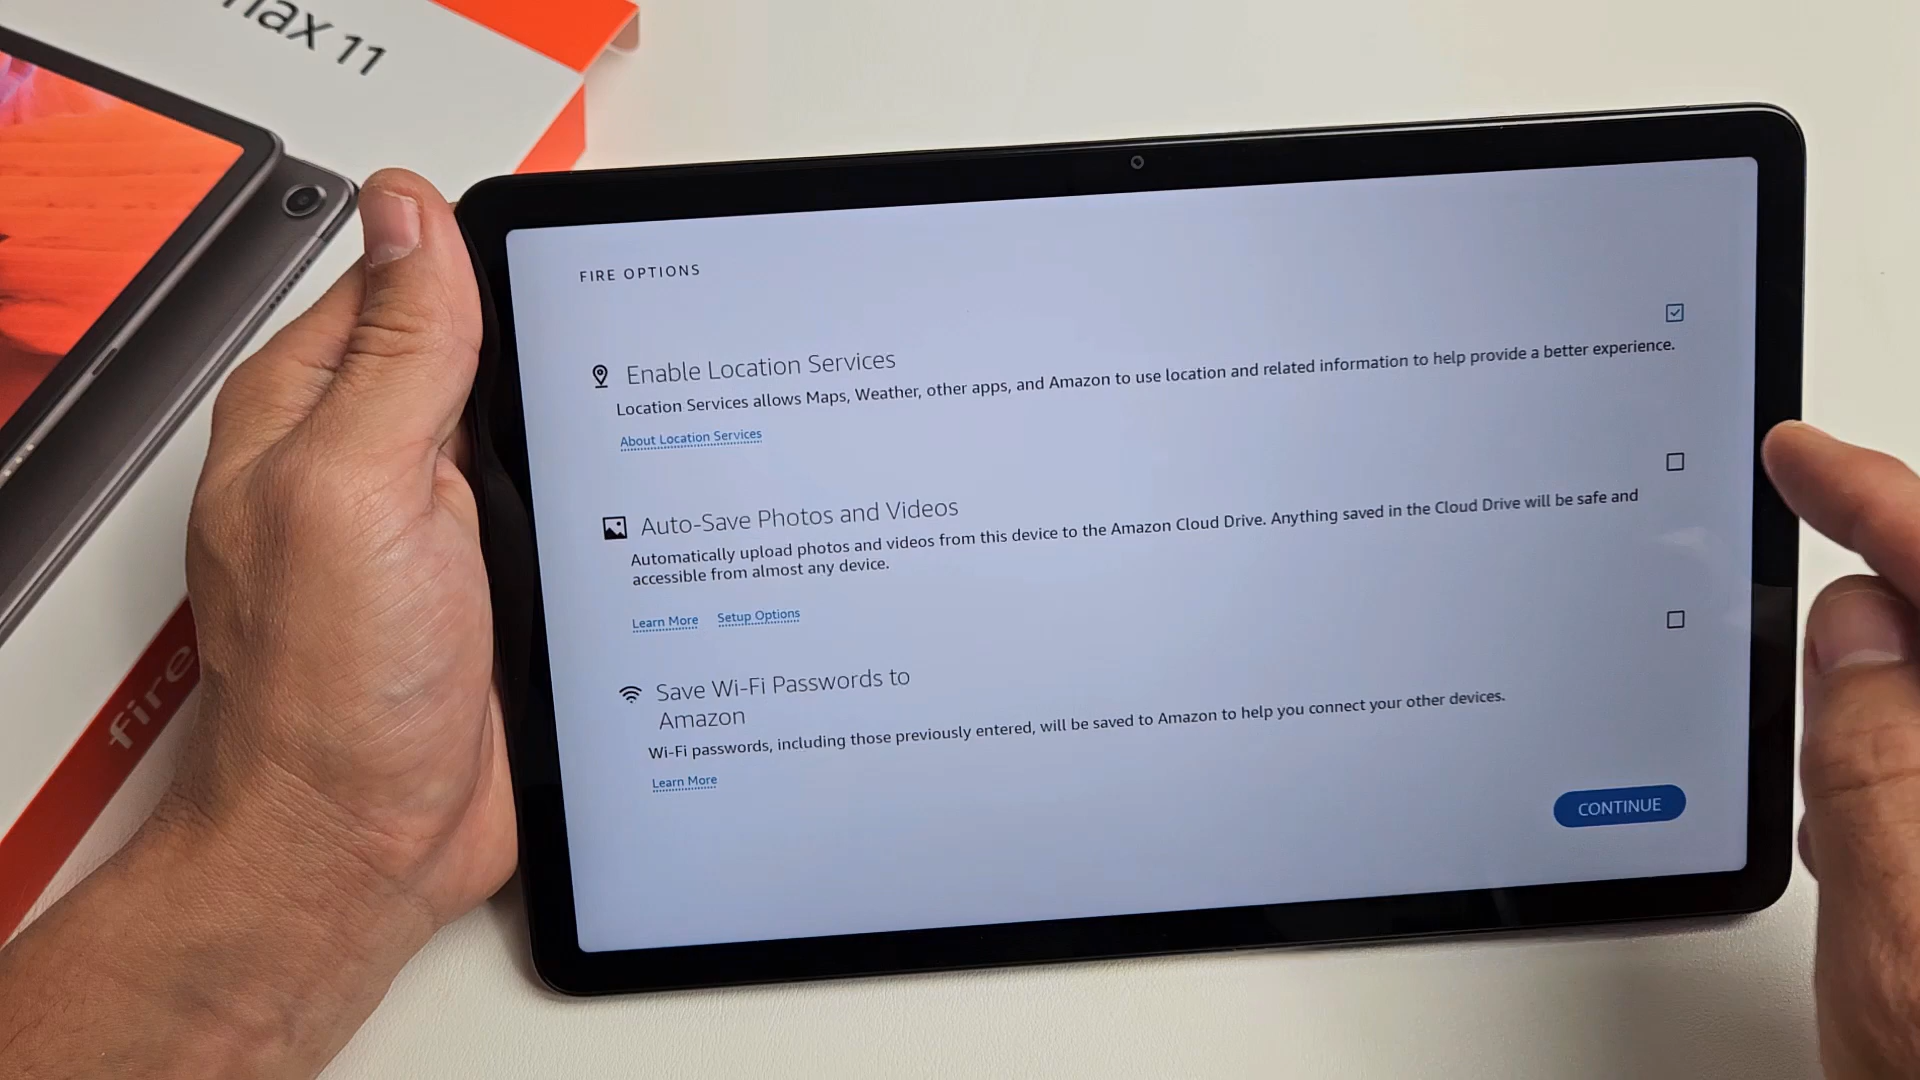 max 11
FIRE OPTIONS
Enable Location Services
Location Services allows Maps, Weather, other apps, and Amazon to use location and related information to help provide a better experience.
About Location Services
Auto-Save Photos and Videos
Automatically upload photos and videos from this device to the Amazon Cloud Drive. Anything saved in the Cloud Drive will be safe and
accessible from almost any device.
Learn More Setup Options
Save Wi-Fi Passwords to
Amazon
Wi-Fi passwords, including those previously entered, will be saved to Amazon to help you connect your other devices.
Learn More
CONTINUE
fire